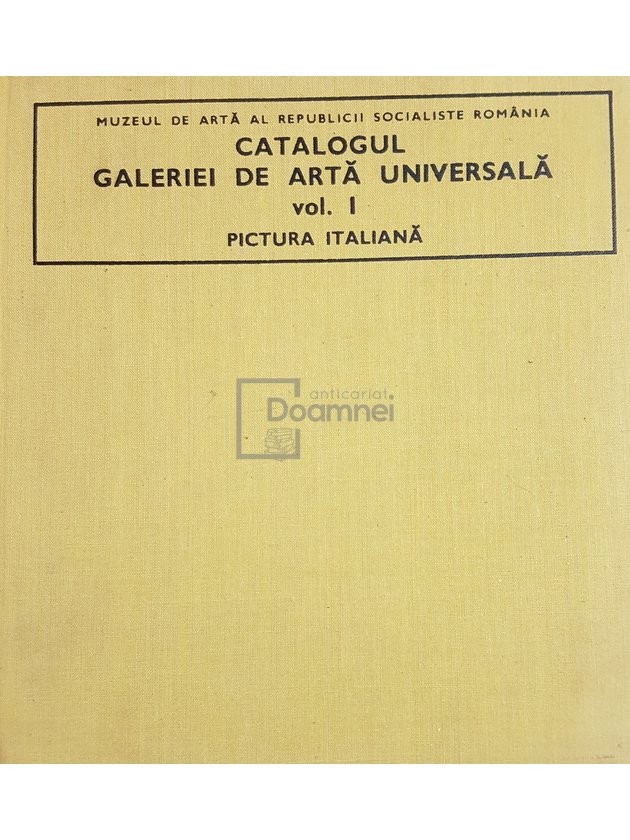 MUZEUL DE ARTĂ AL REPUBLICII SOCIALISTE ROMÂNIA
CATALOGUL
GALERIEI DE ARTĂ UNIVERSALĂ
vol. I
PICTURA ITALIANĂ
anticariat
Doamnei